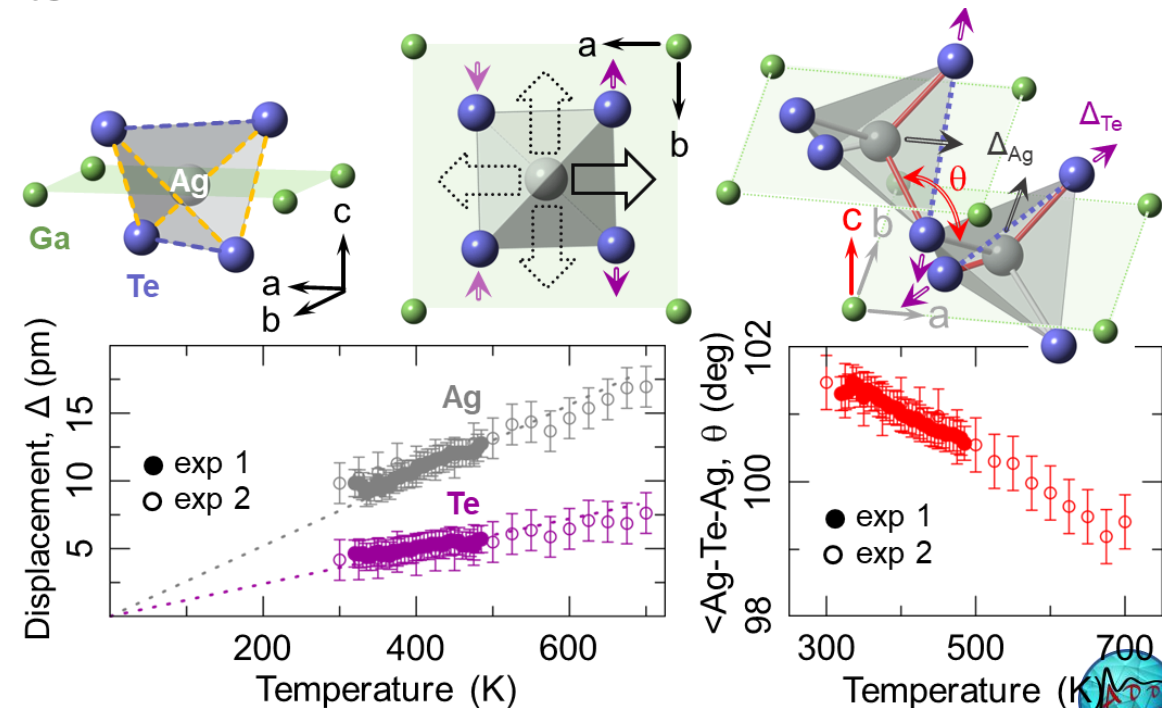 Ag
Ga
Te
c
a
b
a
b
Δ_Te
Δ_Ag
θ
c
b
a
Displacement, Δ (pm)
15
10
5
Ag
Te
exp 1
exp 2
200
400
600
Temperature (K)
<Ag-Te-Ag, θ (deg)
102
100
98
exp 1
exp 2
300
500
700
Temperature (K)